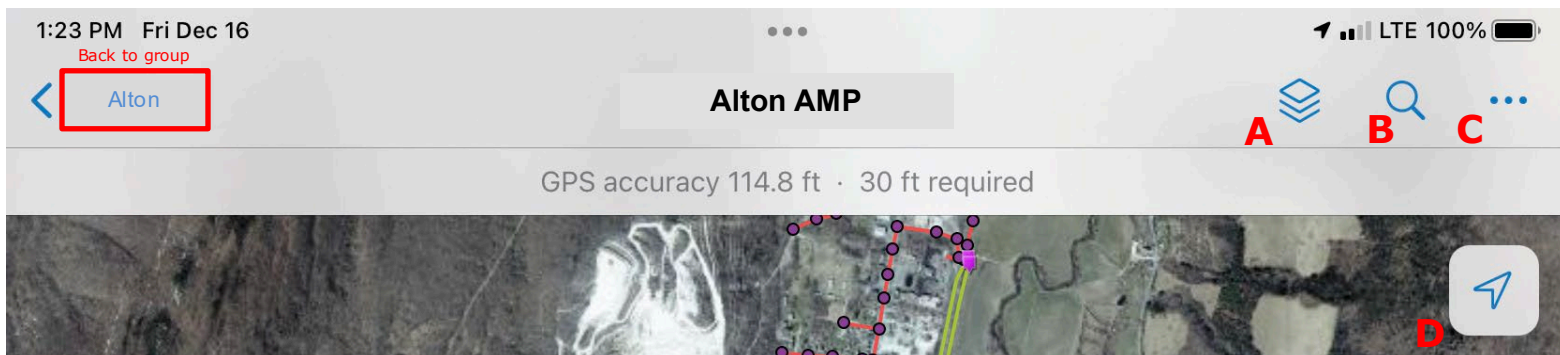 1:23 PM Fri Dec 16
LTE 100%
Back to group
Alton
Alton AMP
A
B
C
GPS accuracy 114.8 ft · 30 ft required
D